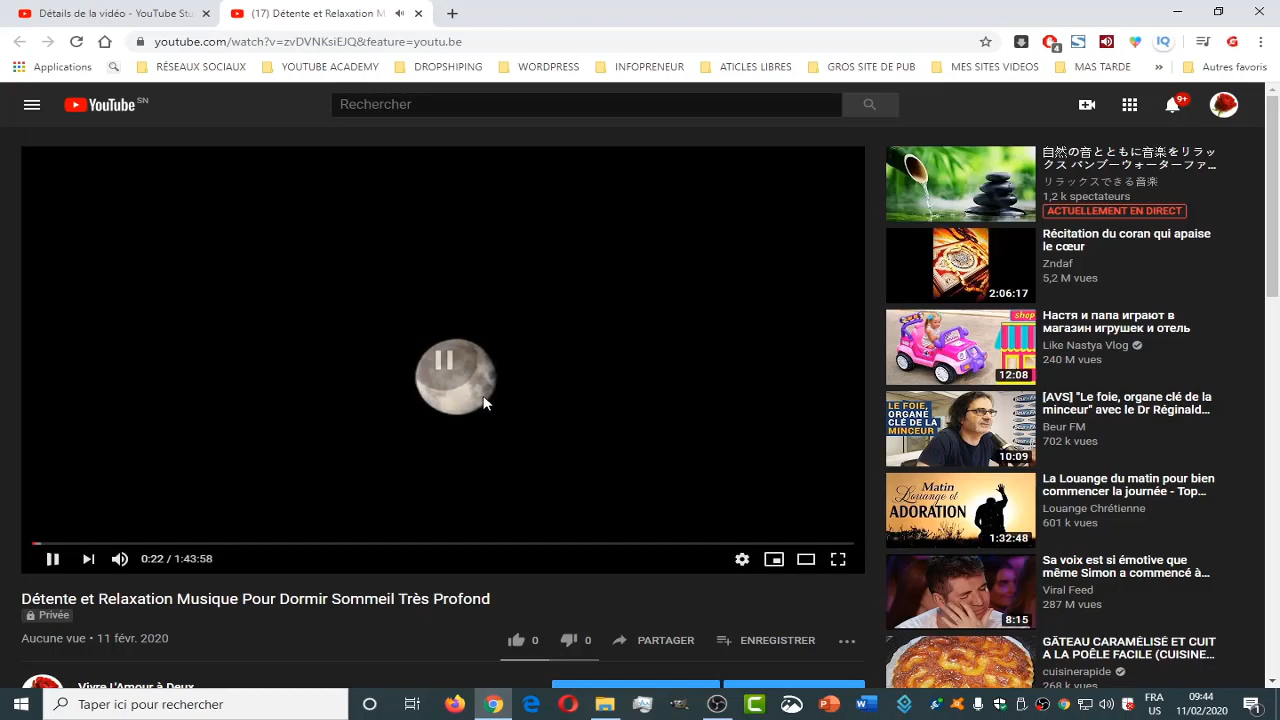 Détails de la vidéo - YouTube Stu
(17) Détente et Relaxation M
youtube.com/watch?v=zvDVNKsiEJQ&feature=youtu.be
4
IQ
Applications
RÉSEAUX SOCIAUX
YOUTUBE ACADEMY
DROPSHIPING
WORDPRESS
INFOPRENEUR
ATICLES LIBRES
GROS SITE DE PUB
MES SITES VIDEOS
MAS TARDE
»
Autres favoris
YouTube SN
Rechercher
9+
自然の音とともに音楽をリラッ
クス バンブーウォーターファ...
リラックスできる音楽
1,2 k spectateurs
ACTUELLEMENT EN DIRECT
Récitation du coran qui apaise
le cœur
Zndaf
5,2 M vues
2:06:17
Настя и папа играют в
магазин игрушек и отель
Like Nastya Vlog
240 M vues
shop
12:08
[AVS] "Le foie, organe clé de la
minceur" avec le Dr Réginald...
Beur FM
702 k vues
LE FOIE,
ORGANE
CLÉ DE LA
MINCEUR
10:09
La Louange du matin pour bien
commencer la journée - Top...
Louange Chrétienne
601 k vues
Matin
Louange et
ADORATION
1:32:48
Sa voix est si émotive que
même Simon a commencé à...
Viral Feed
287 M vues
8:15
GÂTEAU CARAMÉLISÉ ET CUIT
A LA POÊLE FACILE (CUISINE...
cuisinerapide
268 k vues
0:22 / 1:43:58
Détente et Relaxation Musique Pour Dormir Sommeil Très Profond
Privée
Aucune vue • 11 févr. 2020
0
0
PARTAGER
ENREGISTRER
Vivre L'Amour à Deux
Taper ici pour rechercher
FRA
US
09:44
11/02/2020
1